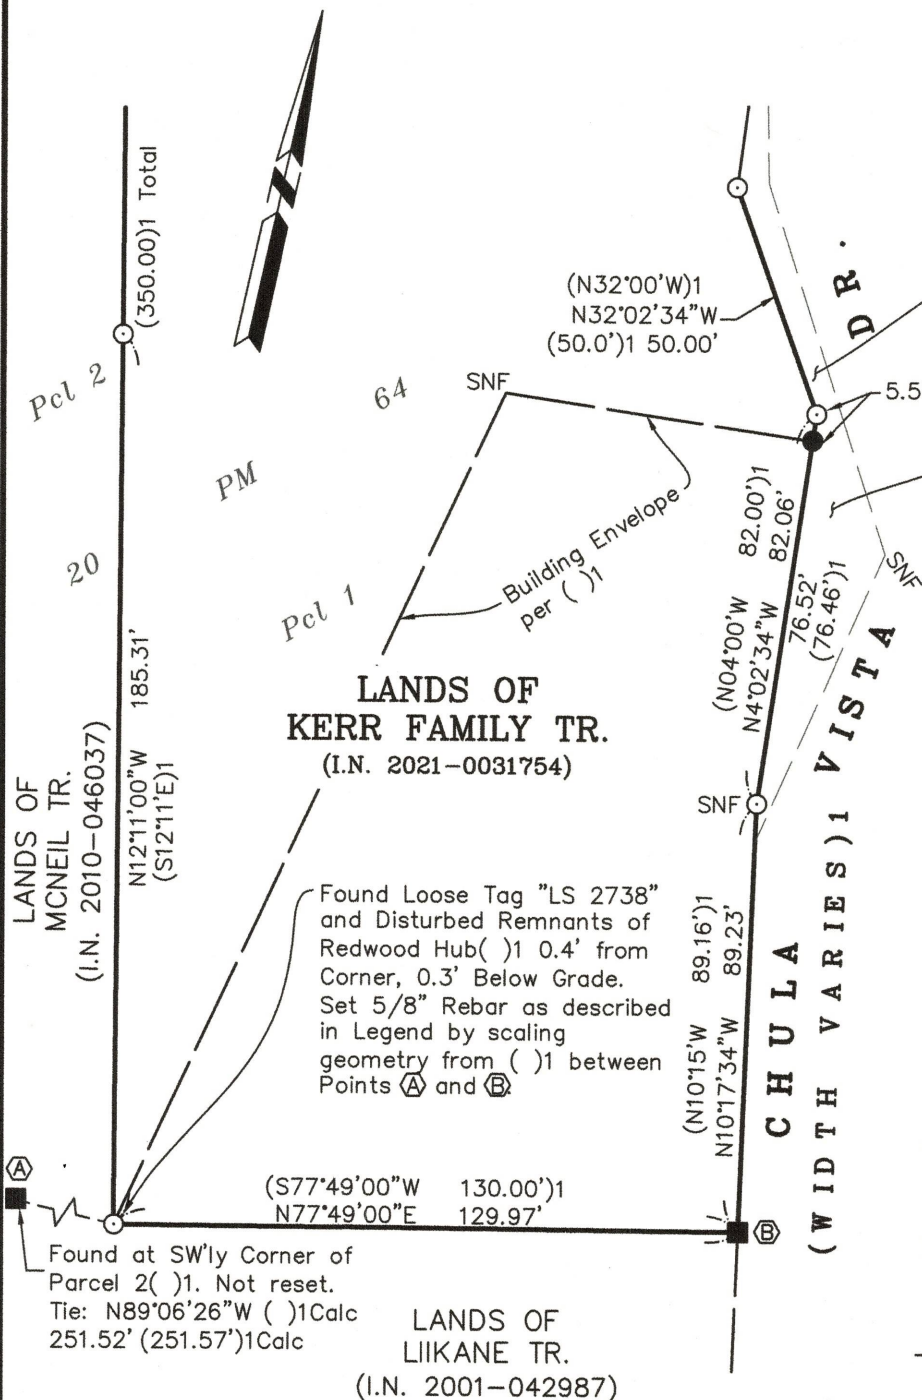 (350.00)1 Total
Pcl 2
64
PM
20
Pcl 1
(N32°00'W)1
N32°02'34"W
(50.0')1 50.00'
DR.
SNF
5.5
Building Envelope
per ( )1
82.00')1
82.06'
(N04°00'W
N4°02'34"W
76.52'
(76.46')1
SNF
LANDS OF
KERR FAMILY TR.
(I.N. 2021-0031754)
185.31'
N12°11'00"W
(S12°11'E)1
LANDS OF
MCNEIL TR.
(I.N. 2010-046037)
SNF
Found Loose Tag "LS 2738"
and Disturbed Remnants of
Redwood Hub( )1 0.4' from
Corner, 0.3' Below Grade.
Set 5/8" Rebar as described
in Legend by scaling
geometry from ( )1 between
Points A and B.
(N10°15'W 89.16')1
N10°17'34"W 89.23'
CHULA VISTA
(WIDTH VARIES)1
A
(S77°49'00"W 130.00')1
N77°49'00"E 129.97'
B
Found at SW'ly Corner of
Parcel 2( )1. Not reset.
Tie: N89°06'26"W ( )1Calc
251.52' (251.57')1Calc
LANDS OF
LIIKANE TR.
(I.N. 2001-042987)